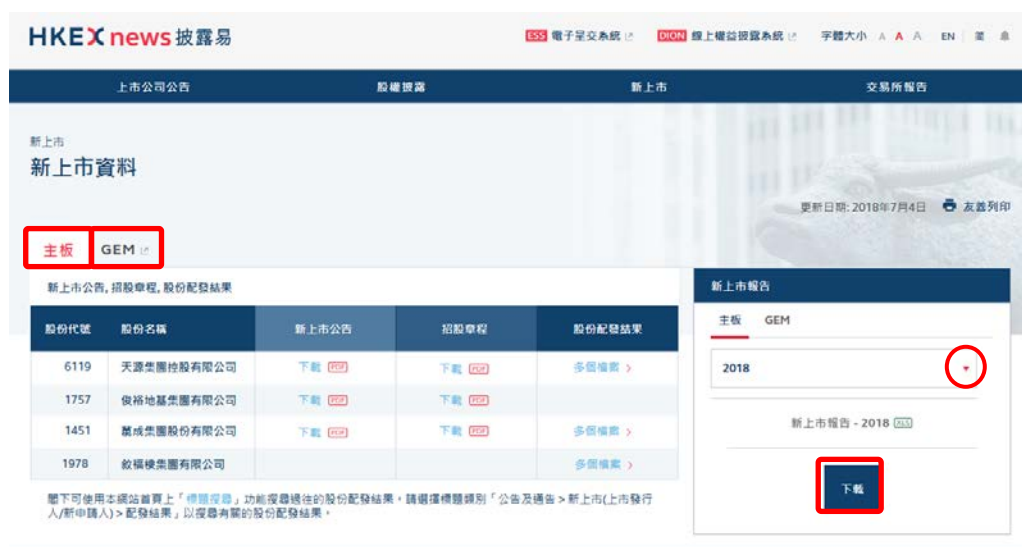 HKEXnews 披露易
ESS 電子呈交系統 DION 線上權益披露系統 字體大小 A A A EN 简
上市公司公告 股權披露 新上市 交易所報告
新上市
新上市資料
更新日期: 2018年7月4日 友善列印
主板 GEM
新上市公告, 招股章程, 股份配發結果
股份代號 股份名稱 新上市公告 招股章程 股份配發結果
6119 天源集團控股有限公司 下載 PDF 下載 PDF 多個檔案 >
1757 俊裕地基集團有限公司 下載 PDF 下載 PDF
1451 萬成集團股份有限公司 下載 PDF 下載 PDF 多個檔案 >
1978 敘福樓集團有限公司 多個檔案 >
閣下可使用本網站首頁上「標題搜尋」功能搜尋過往的股份配發結果。請選擇標題類別「公告及通告 > 新上市(上市發行
人/新申請人) > 配發結果」以搜尋有關的股份配發結果。
新上市報告
主板 GEM
2018
新上市報告 - 2018 XLS
下載